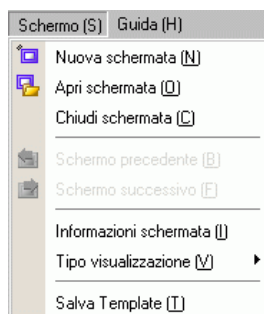 Schermo (S) Guida (H)
Nuova schermata (N)
Apri schermata (O)
Chiudi schermata (C)
Schermo precedente (B)
Schermo successivo (F)
Informazioni schermata (I)
Tipo visualizzazione (V)
Salva Template (T)